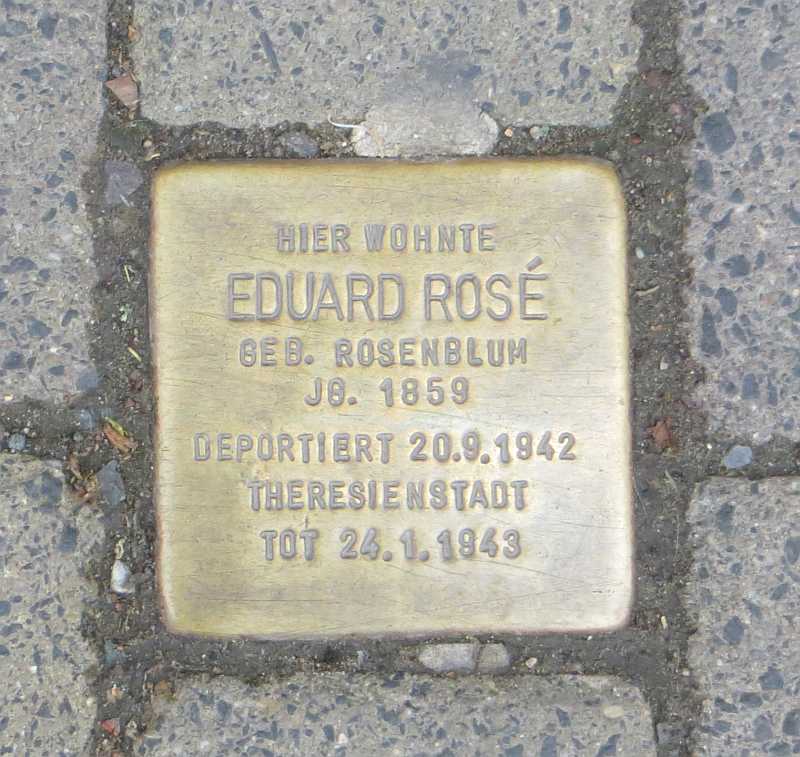 HIER WOHNTE
EDUARD ROSÉ
GEB. ROSENBLUM
JG. 1859
DEPORTIERT 20.9.1942
THERESIENSTADT
TOT 24.1.1943